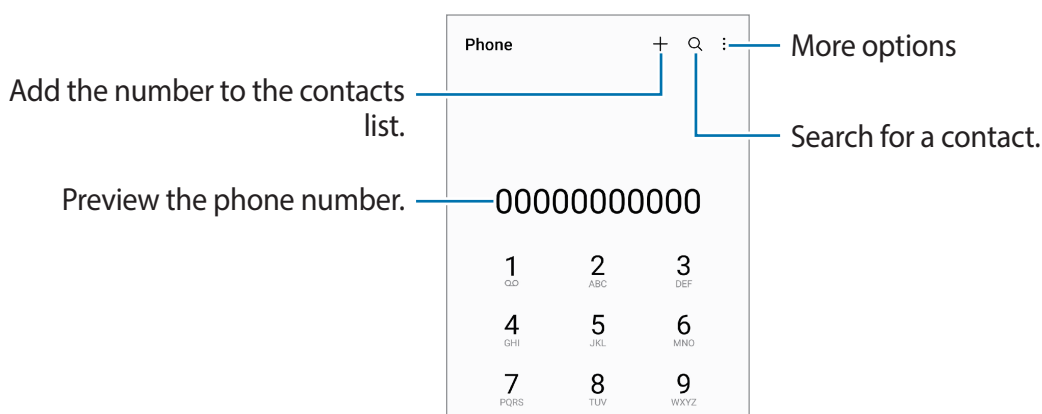 Phone
More options
Add the number to the contacts
list.
Search for a contact.
Preview the phone number.
00000000000
1 2 3
ABC DEF
4 5 6
GHI JKL MNO
7 8 9
PQRS TUV WXYZ